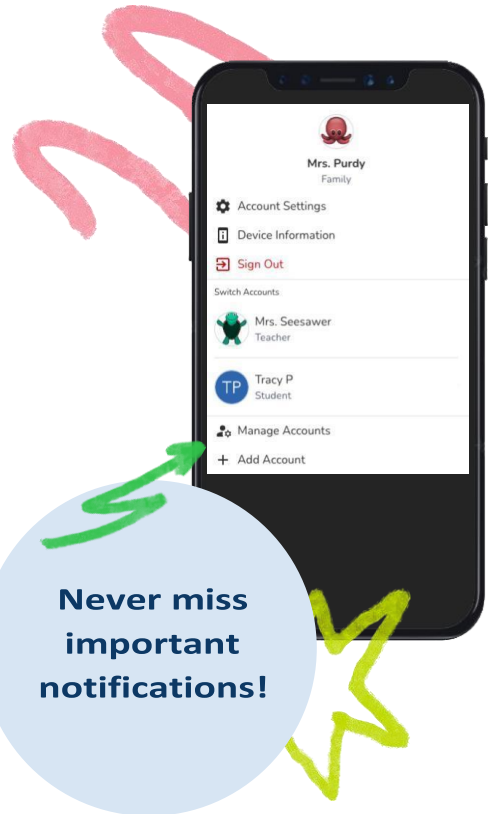 Mrs. Purdy
Family
Account Settings
Device Information
Sign Out
Switch Accounts
Mrs. Seesawer
Teacher
TP
Tracy P
Student
Manage Accounts
Add Account
Never miss
important
notifications!